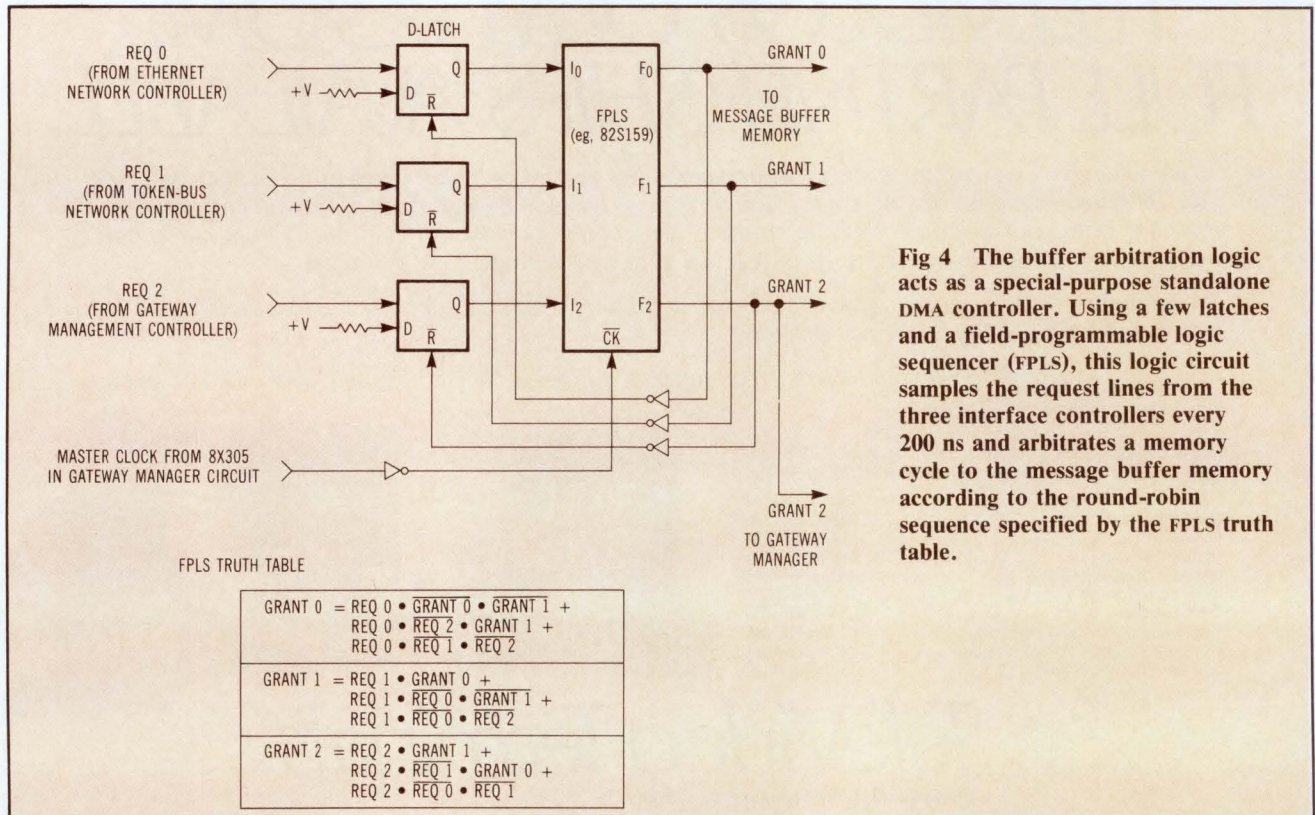 D-LATCH
REQ 0
(FROM ETHERNET
NETWORK CONTROLLER)
+V
D
Q
R̅
REQ 1
(FROM TOKEN-BUS
NETWORK CONTROLLER)
+V
D
Q
R̅
REQ 2
(FROM GATEWAY
MANAGEMENT CONTROLLER)
+V
D
Q
R̅
I₀
F₀
FPLS
(eg, 82S159)
I₁
F₁
I₂
F₂
C̅K̅
GRANT 0
TO
MESSAGE BUFFER
MEMORY
GRANT 1
GRANT 2
MASTER CLOCK FROM 8X305
IN GATEWAY MANAGER CIRCUIT
GRANT 2
TO GATEWAY
MANAGER
Fig 4 The buffer arbitration logic
acts as a special-purpose standalone
DMA controller. Using a few latches
and a field-programmable logic
sequencer (FPLS), this logic circuit
samples the request lines from the
three interface controllers every
200 ns and arbitrates a memory
cycle to the message buffer memory
according to the round-robin
sequence specified by the FPLS truth
table.
FPLS TRUTH TABLE
GRANT 0 = REQ 0 • G̅R̅A̅N̅T̅ ̅0̅ • G̅R̅A̅N̅T̅ ̅1̅ +
REQ 0 • R̅E̅Q̅ ̅2̅ • GRANT 1 +
REQ 0 • R̅E̅Q̅ ̅1̅ • R̅E̅Q̅ ̅2̅
GRANT 1 = REQ 1 • GRANT 0 +
REQ 1 • R̅E̅Q̅ ̅0̅ • G̅R̅A̅N̅T̅ ̅1̅ +
REQ 1 • R̅E̅Q̅ ̅0̅ • R̅E̅Q̅ ̅2̅
GRANT 2 = REQ 2 • GRANT 1 +
REQ 2 • R̅E̅Q̅ ̅1̅ • GRANT 0 +
REQ 2 • R̅E̅Q̅ ̅0̅ • R̅E̅Q̅ ̅1̅